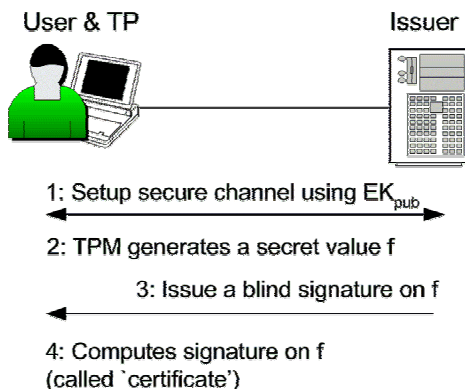 User & TP
Issuer
1: Setup secure channel using EKpub
2: TPM generates a secret value f
3: Issue a blind signature on f
4: Computes signature on f
(called `certificate')